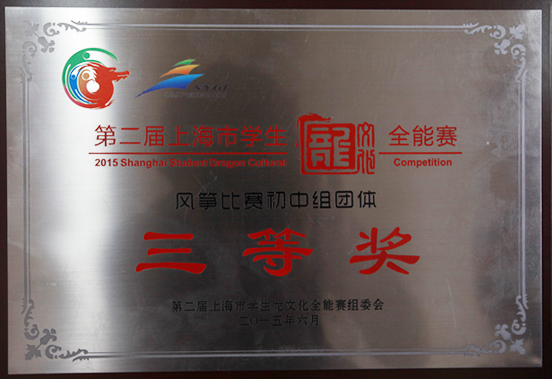 第二届上海市学生龍文化全能赛
2015 Shanghai Student Dragon Cultural Competition
风筝比赛初中组团体
三等奖
第二届上海市学生龙文化全能赛组委会
二〇一五年六月